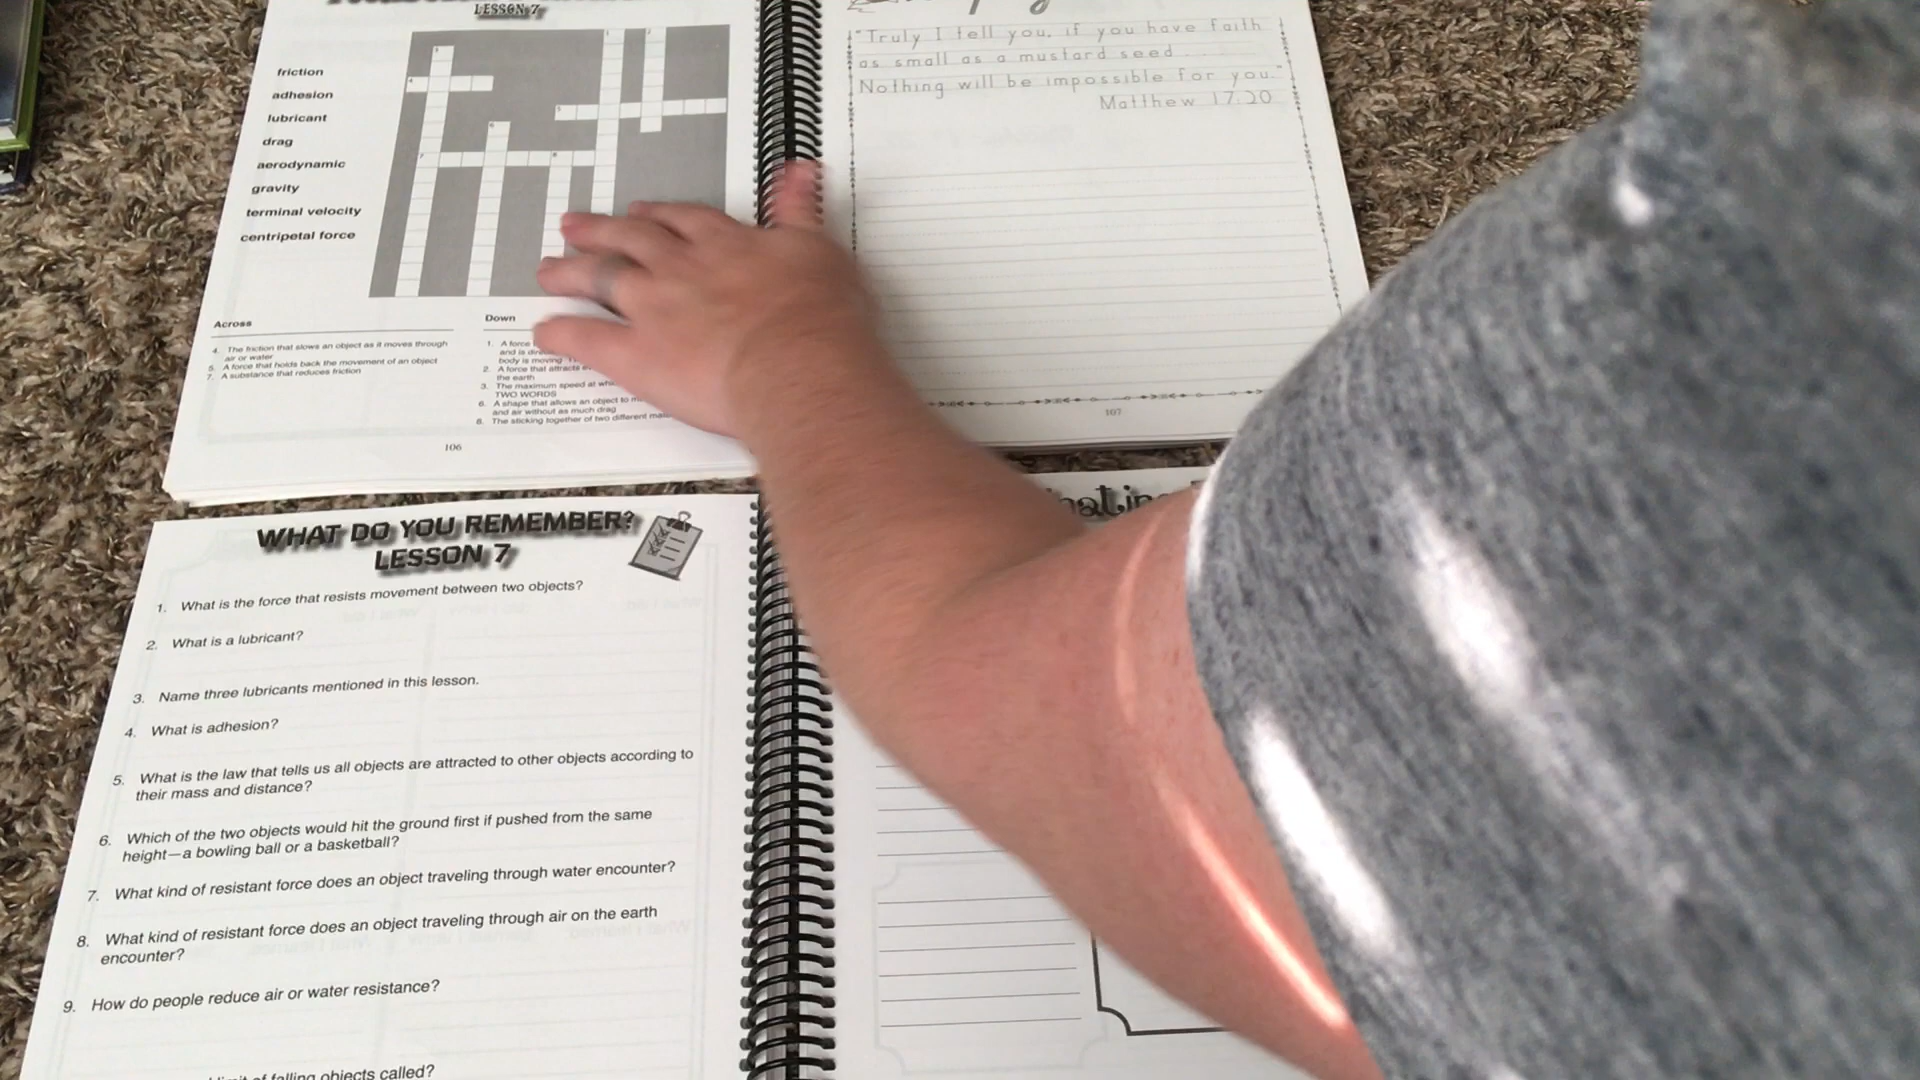 LESSON 7
friction
adhesion
lubricant
drag
aerodynamic
gravity
terminal velocity
centripetal force
Across
4. The friction that slows an object as it moves through
air or water
5. A force that holds back the movement of an object
7. A substance that reduces friction
Down
1. A force
and is
body is moving
2. A force that attracts
the earth
3. The maximum speed at
TWO WORDS
6. A shape that allows an object to
and air without as much drag
8. The sticking together of two different
106
"Truly I tell you, if you have faith
as small as a mustard seed
Nothing will be impossible for you."
Matthew 17:20
107
WHAT DO YOU REMEMBER?
LESSON 7
1. What is the force that resists movement between two objects?
2. What is a lubricant?
3. Name three lubricants mentioned in this lesson.
4. What is adhesion?
5. What is the law that tells us all objects are attracted to other objects according to
their mass and distance?
6. Which of the two objects would hit the ground first if pushed from the same
height—a bowling ball or a basketball?
7. What kind of resistant force does an object traveling through water encounter?
8. What kind of resistant force does an object traveling through air on the earth
encounter?
9. How do people reduce air or water resistance?
of falling objects called?